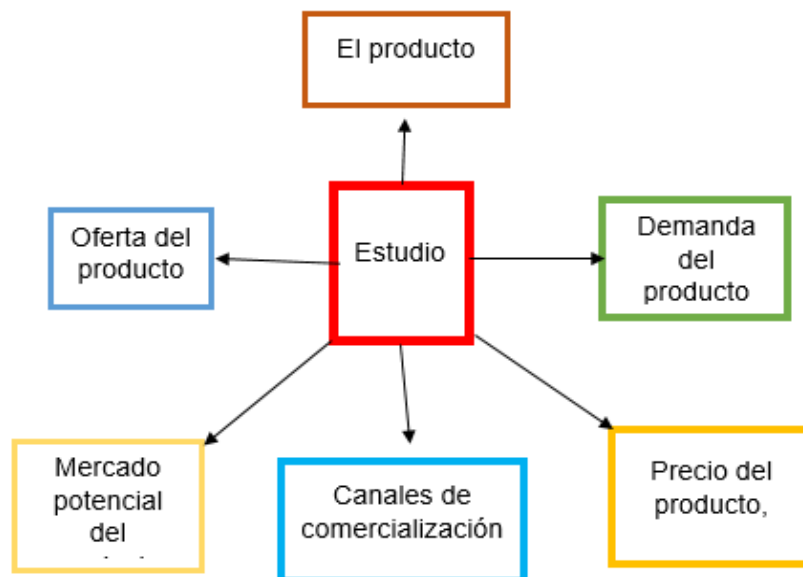 El producto
Oferta del
producto
Estudio
Demanda
del
producto
Mercado
potencial
del
Canales de
comercialización
Precio del
producto,